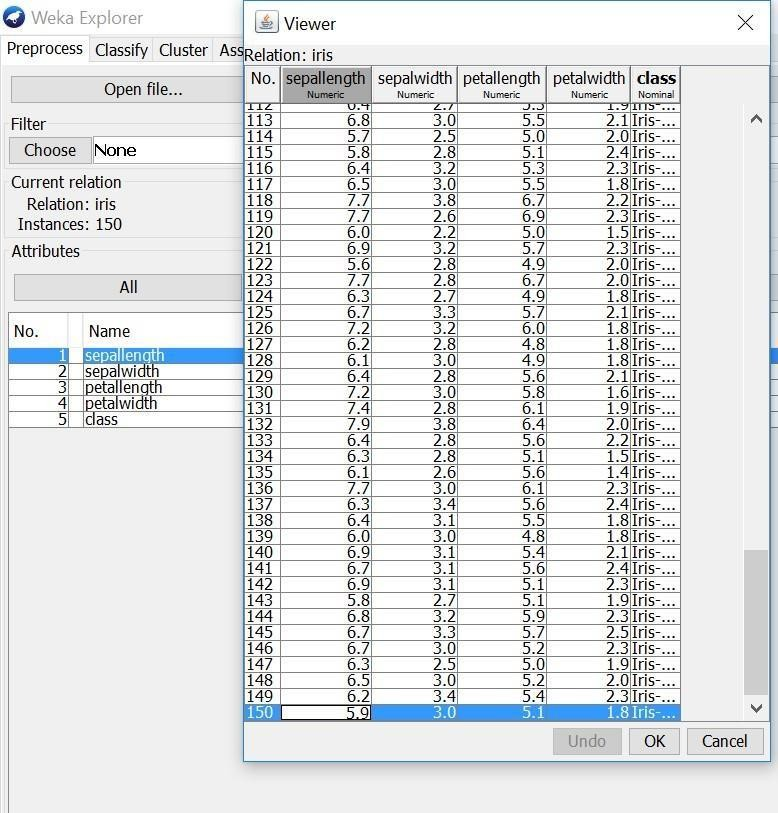 Weka Explorer
Preprocess Classify Cluster Ass
Open file...
Filter
Choose None
Current relation
Relation: iris
Instances: 150
Attributes
All
No. Name
1 sepallength
2 sepalwidth
3 petallength
4 petalwidth
5 class
Viewer
Relation: iris
No. sepallength sepalwidth petallength petalwidth class
Numeric Numeric Numeric Numeric Nominal
112 6.4 2.7 5.3 1.9 Iris-...
113 6.8 3.0 5.5 2.1 Iris-...
114 5.7 2.5 5.0 2.0 Iris-...
115 5.8 2.8 5.1 2.4 Iris-...
116 6.4 3.2 5.3 2.3 Iris-...
117 6.5 3.0 5.5 1.8 Iris-...
118 7.7 3.8 6.7 2.2 Iris-...
119 7.7 2.6 6.9 2.3 Iris-...
120 6.0 2.2 5.0 1.5 Iris-...
121 6.9 3.2 5.7 2.3 Iris-...
122 5.6 2.8 4.9 2.0 Iris-...
123 7.7 2.8 6.7 2.0 Iris-...
124 6.3 2.7 4.9 1.8 Iris-...
125 6.7 3.3 5.7 2.1 Iris-...
126 7.2 3.2 6.0 1.8 Iris-...
127 6.2 2.8 4.8 1.8 Iris-...
128 6.1 3.0 4.9 1.8 Iris-...
129 6.4 2.8 5.6 2.1 Iris-...
130 7.2 3.0 5.8 1.6 Iris-...
131 7.4 2.8 6.1 1.9 Iris-...
132 7.9 3.8 6.4 2.0 Iris-...
133 6.4 2.8 5.6 2.2 Iris-...
134 6.3 2.8 5.1 1.5 Iris-...
135 6.1 2.6 5.6 1.4 Iris-...
136 7.7 3.0 6.1 2.3 Iris-...
137 6.3 3.4 5.6 2.4 Iris-...
138 6.4 3.1 5.5 1.8 Iris-...
139 6.0 3.0 4.8 1.8 Iris-...
140 6.9 3.1 5.4 2.1 Iris-...
141 6.7 3.1 5.6 2.4 Iris-...
142 6.9 3.1 5.1 2.3 Iris-...
143 5.8 2.7 5.1 1.9 Iris-...
144 6.8 3.2 5.9 2.3 Iris-...
145 6.7 3.3 5.7 2.5 Iris-...
146 6.7 3.0 5.2 2.3 Iris-...
147 6.3 2.5 5.0 1.9 Iris-...
148 6.5 3.0 5.2 2.0 Iris-...
149 6.2 3.4 5.4 2.3 Iris-...
150 5.9 3.0 5.1 1.8 Iris-...
Undo OK Cancel